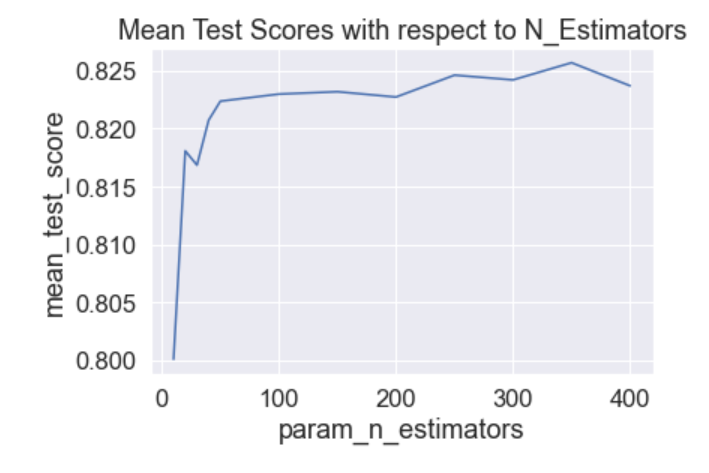 Mean Test Scores with respect to N_Estimators
mean_test_score
0.825
0.820
0.815
0.810
0.805
0.800
0 100 200 300 400
param_n_estimators